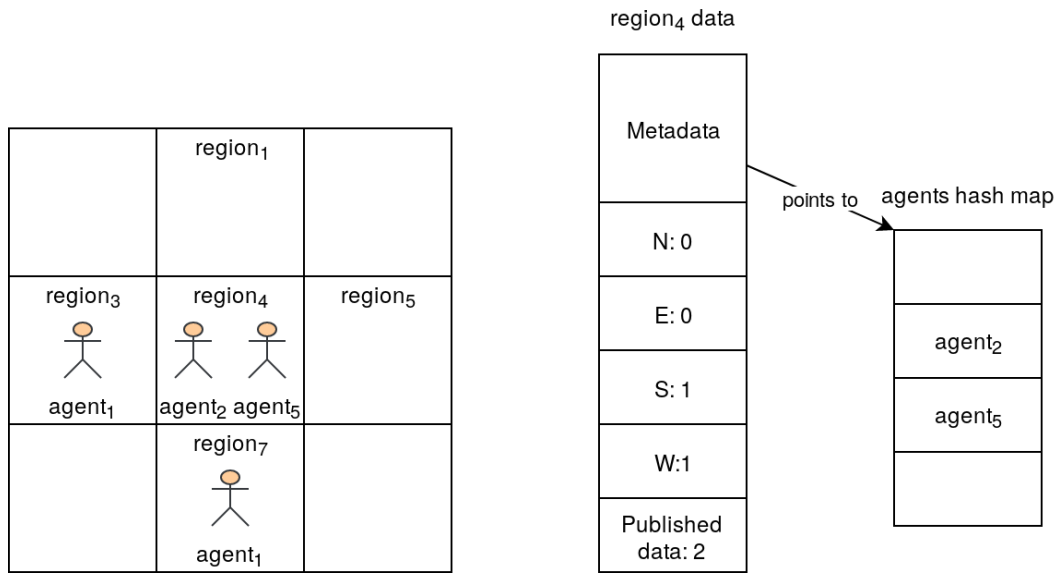 region₄ data
Metadata
region₁
points to
agents hash map
N: 0
region₃
region₄
region₅
E: 0
agent₂
agent₁
agent₂ agent₅
S: 1
agent₅
region₇
W:1
Published
data: 2
agent₁